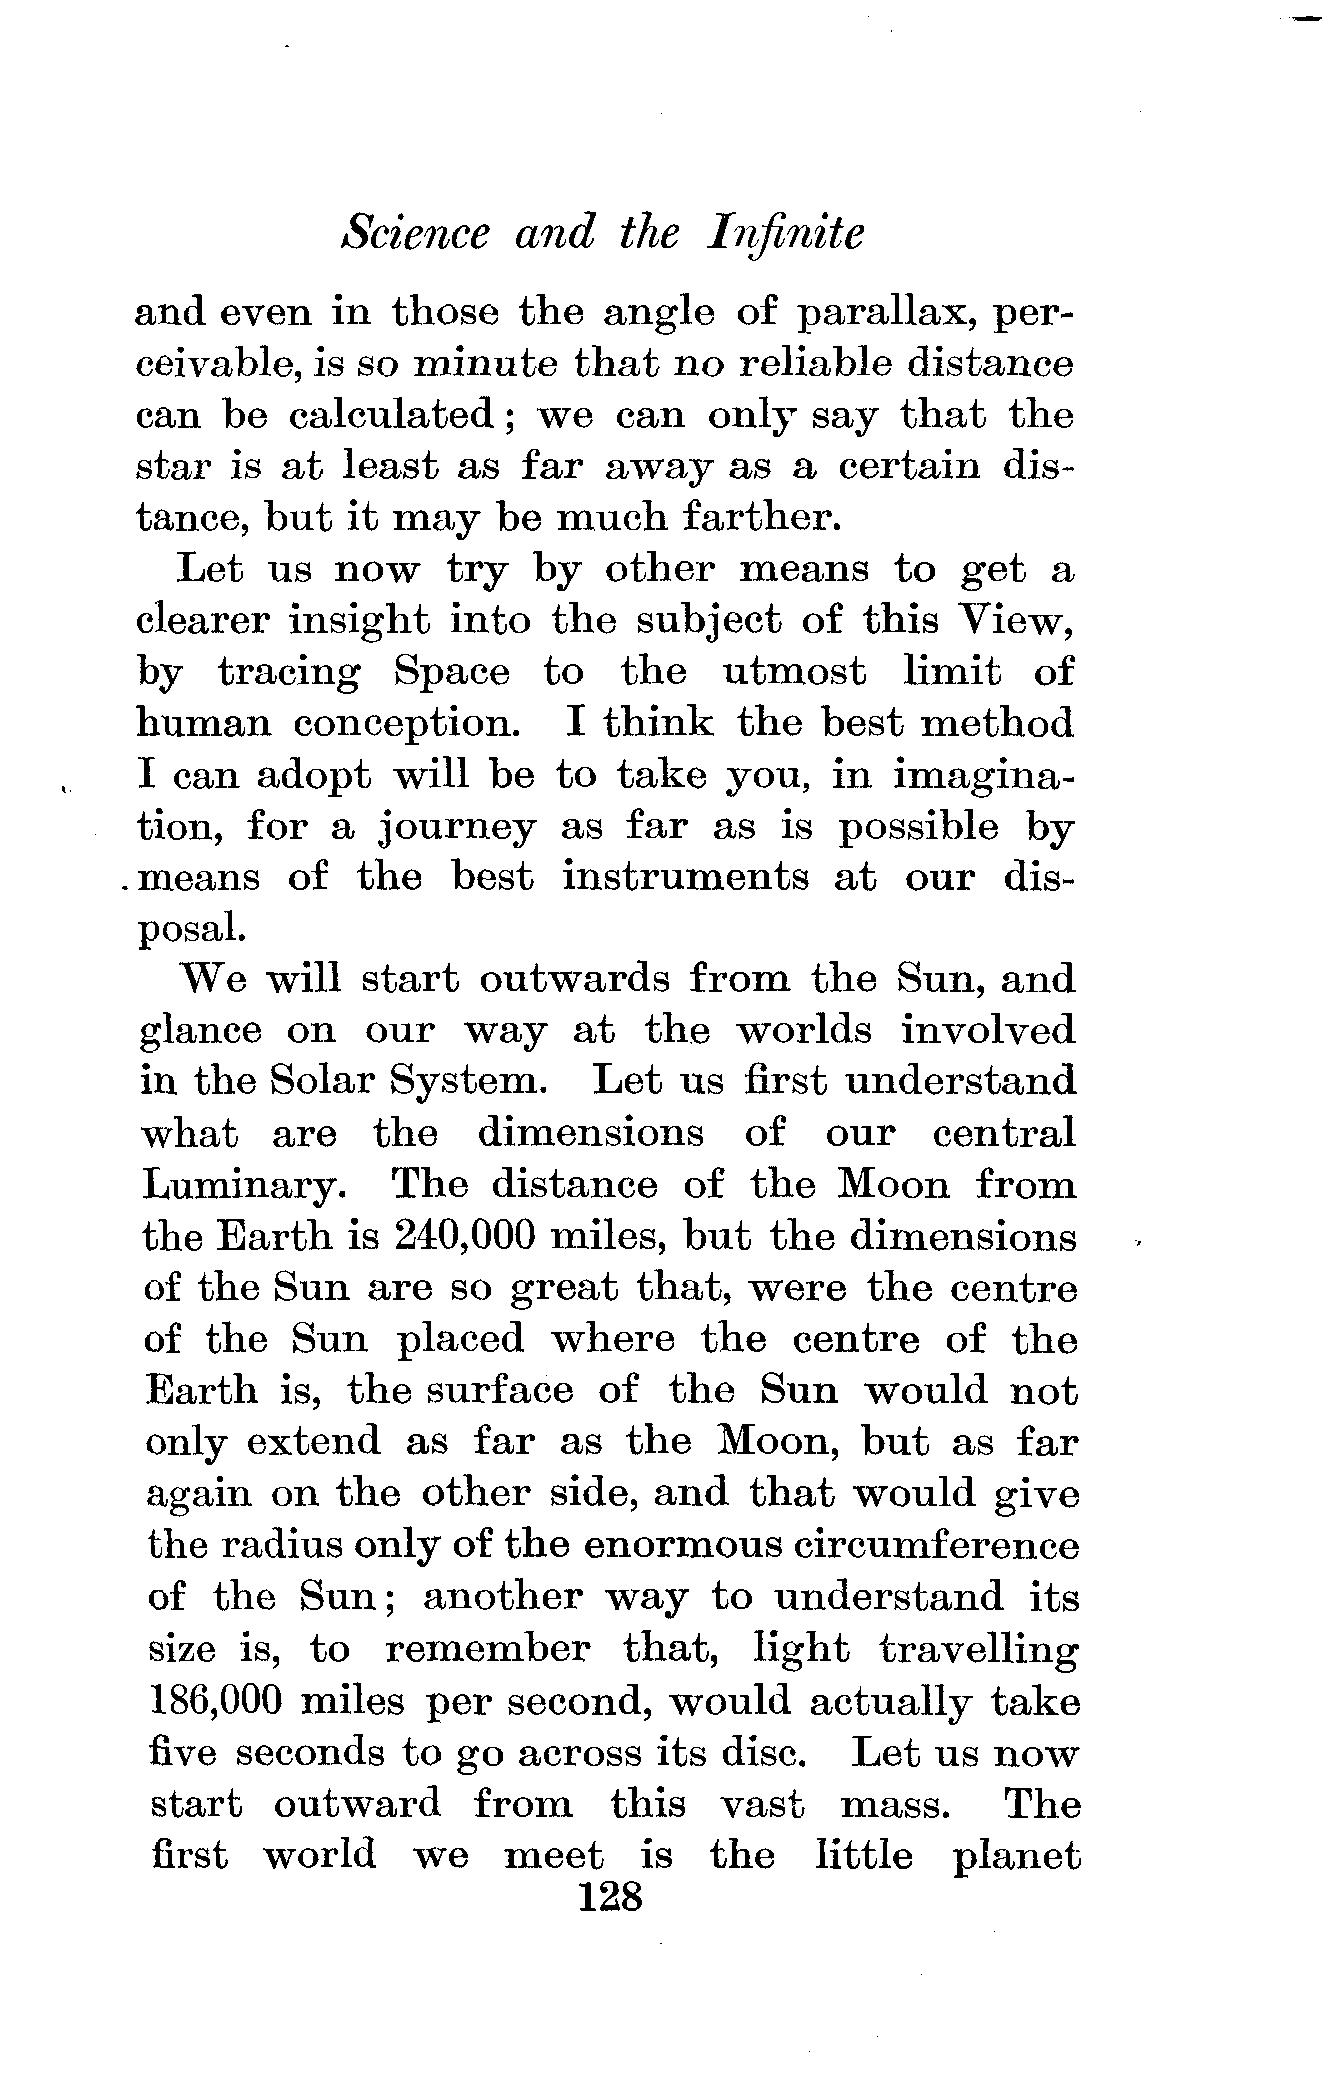 Science and the Infinite
and even in those the angle of parallax, per-
ceivable, is so minute that no reliable distance
can be calculated; we can only say that the
star is at least as far away as a certain dis-
tance, but it may be much farther.
Let us now try by other means to get a
clearer insight into the subject of this View,
by tracing Space to the utmost limit of
human conception. I think the best method
I can adopt will be to take you, in imagina-
tion, for a journey as far as is possible by
means of the best instruments at our dis-
posal.
We will start outwards from the Sun, and
glance on our way at the worlds involved
in the Solar System. Let us first understand
what are the dimensions of our central
Luminary. The distance of the Moon from
the Earth is 240,000 miles, but the dimensions
of the Sun are so great that, were the centre
of the Sun placed where the centre of the
Earth is, the surface of the Sun would not
only extend as far as the Moon, but as far
again on the other side, and that would give
the radius only of the enormous circumference
of the Sun; another way to understand its
size is, to remember that, light travelling
186,000 miles per second, would actually take
five seconds to go across its disc. Let us now
start outward from this vast mass. The
first world we meet is the little planet
128